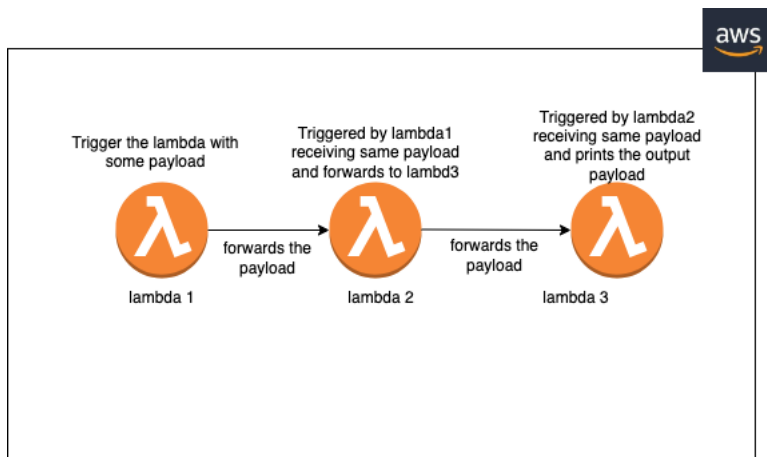 aws
Trigger the lambda with
some payload
Triggered by lambda1
receiving same payload
and forwards to lambd3
Triggered by lambda2
receiving same payload
and prints the output
payload
forwards the
payload
forwards the
payload
lambda 1
lambda 2
lambda 3